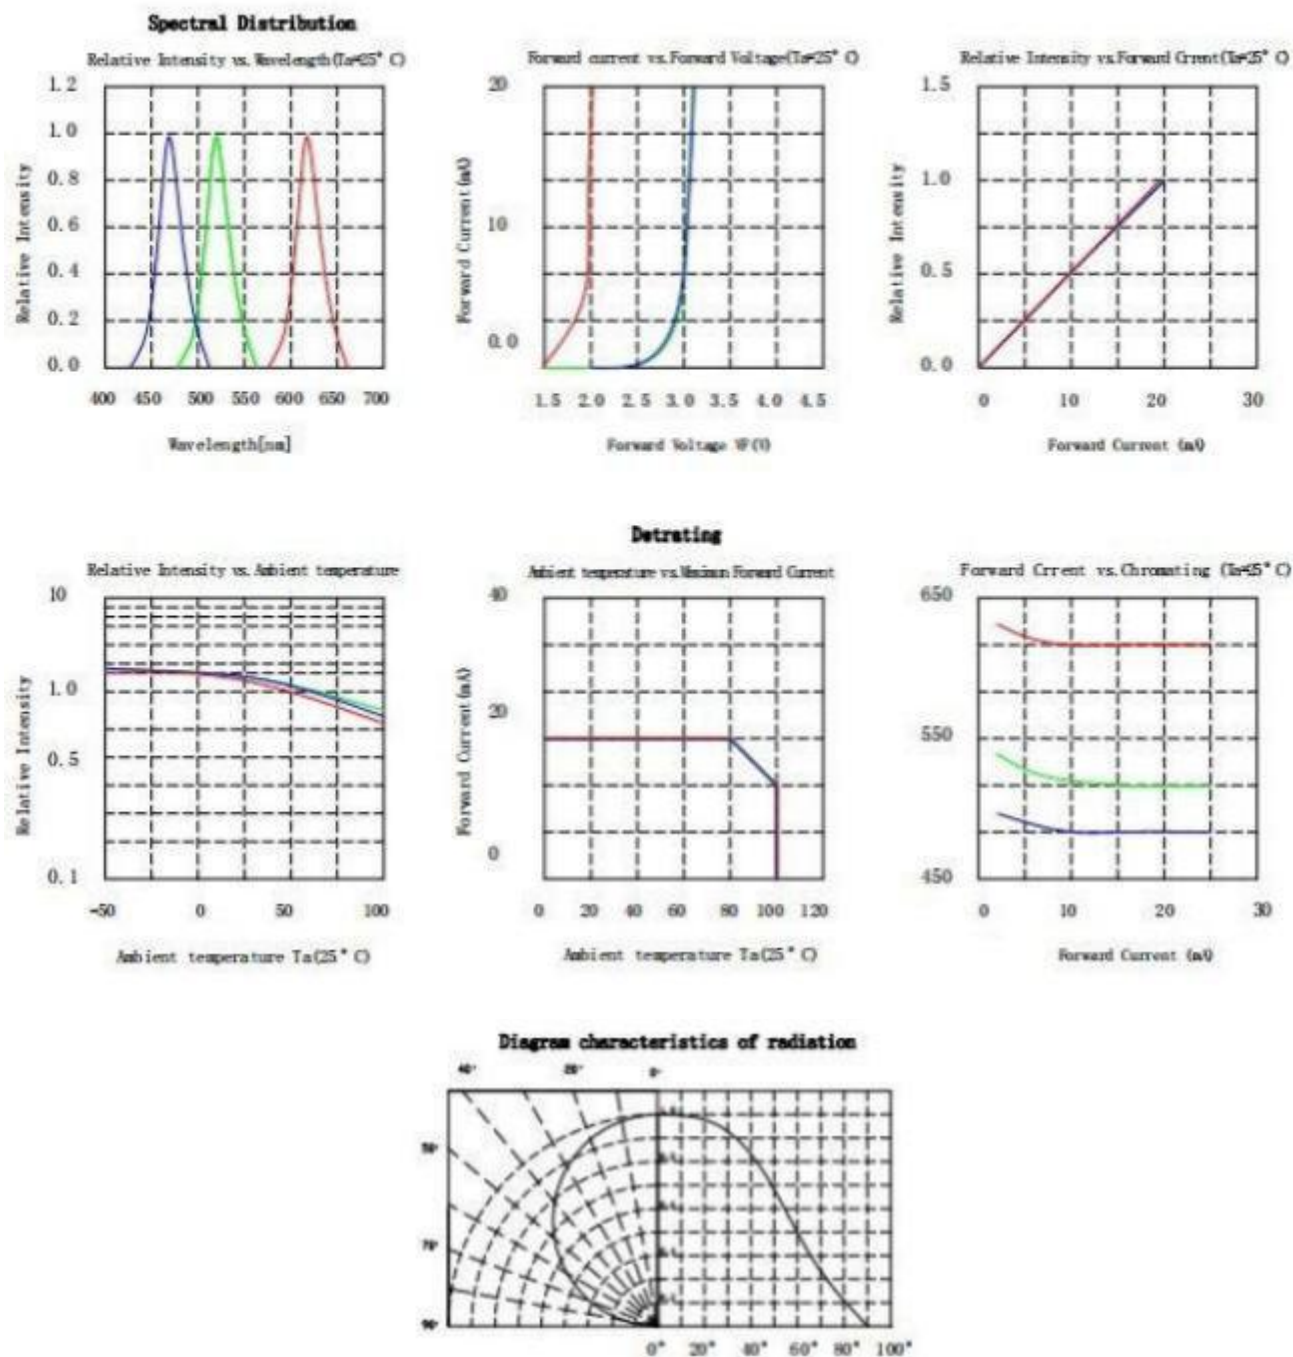 Spectral Distribution
Relative Intensity vs. Wavelength(Ta=25° C)
1.2
1.0
0.8
0.6
0.4
0.2
0.0
Relative Intensity
400 450 500 550 600 650 700
Wavelength[nm]
Forward current vs.Forward Voltage(Ta=25° C)
20
10
0.0
Forward Current(mA)
1.5 2.0 2.5 3.0 3.5 4.0 4.5
Forward Voltage VF(V)
Relative Intensity vs.Forward Crrent(Ta=25° C)
1.5
1.0
0.5
0.0
Relative Intensity
0 10 20 30
Forward Current (mA)
Relative Intensity vs.Ambient temperature
10
1.0
0.5
0.1
Relative Intensity
-50 0 50 100
Ambient temperature Ta(25° C)
Detrating
Ambient temperature vs.Maximun Forward Current
40
20
0
Forward Current(mA)
0 20 40 60 80 100 120
Ambient temperature Ta(25° C)
Forward Crrent vs.Chromating (Ta=25° C)
650
550
450
0 10 20 30
Forward Current (mA)
Diagram characteristics of radiation
40° 20° 0°
70°
90°
0° 20° 40° 60° 80° 100°